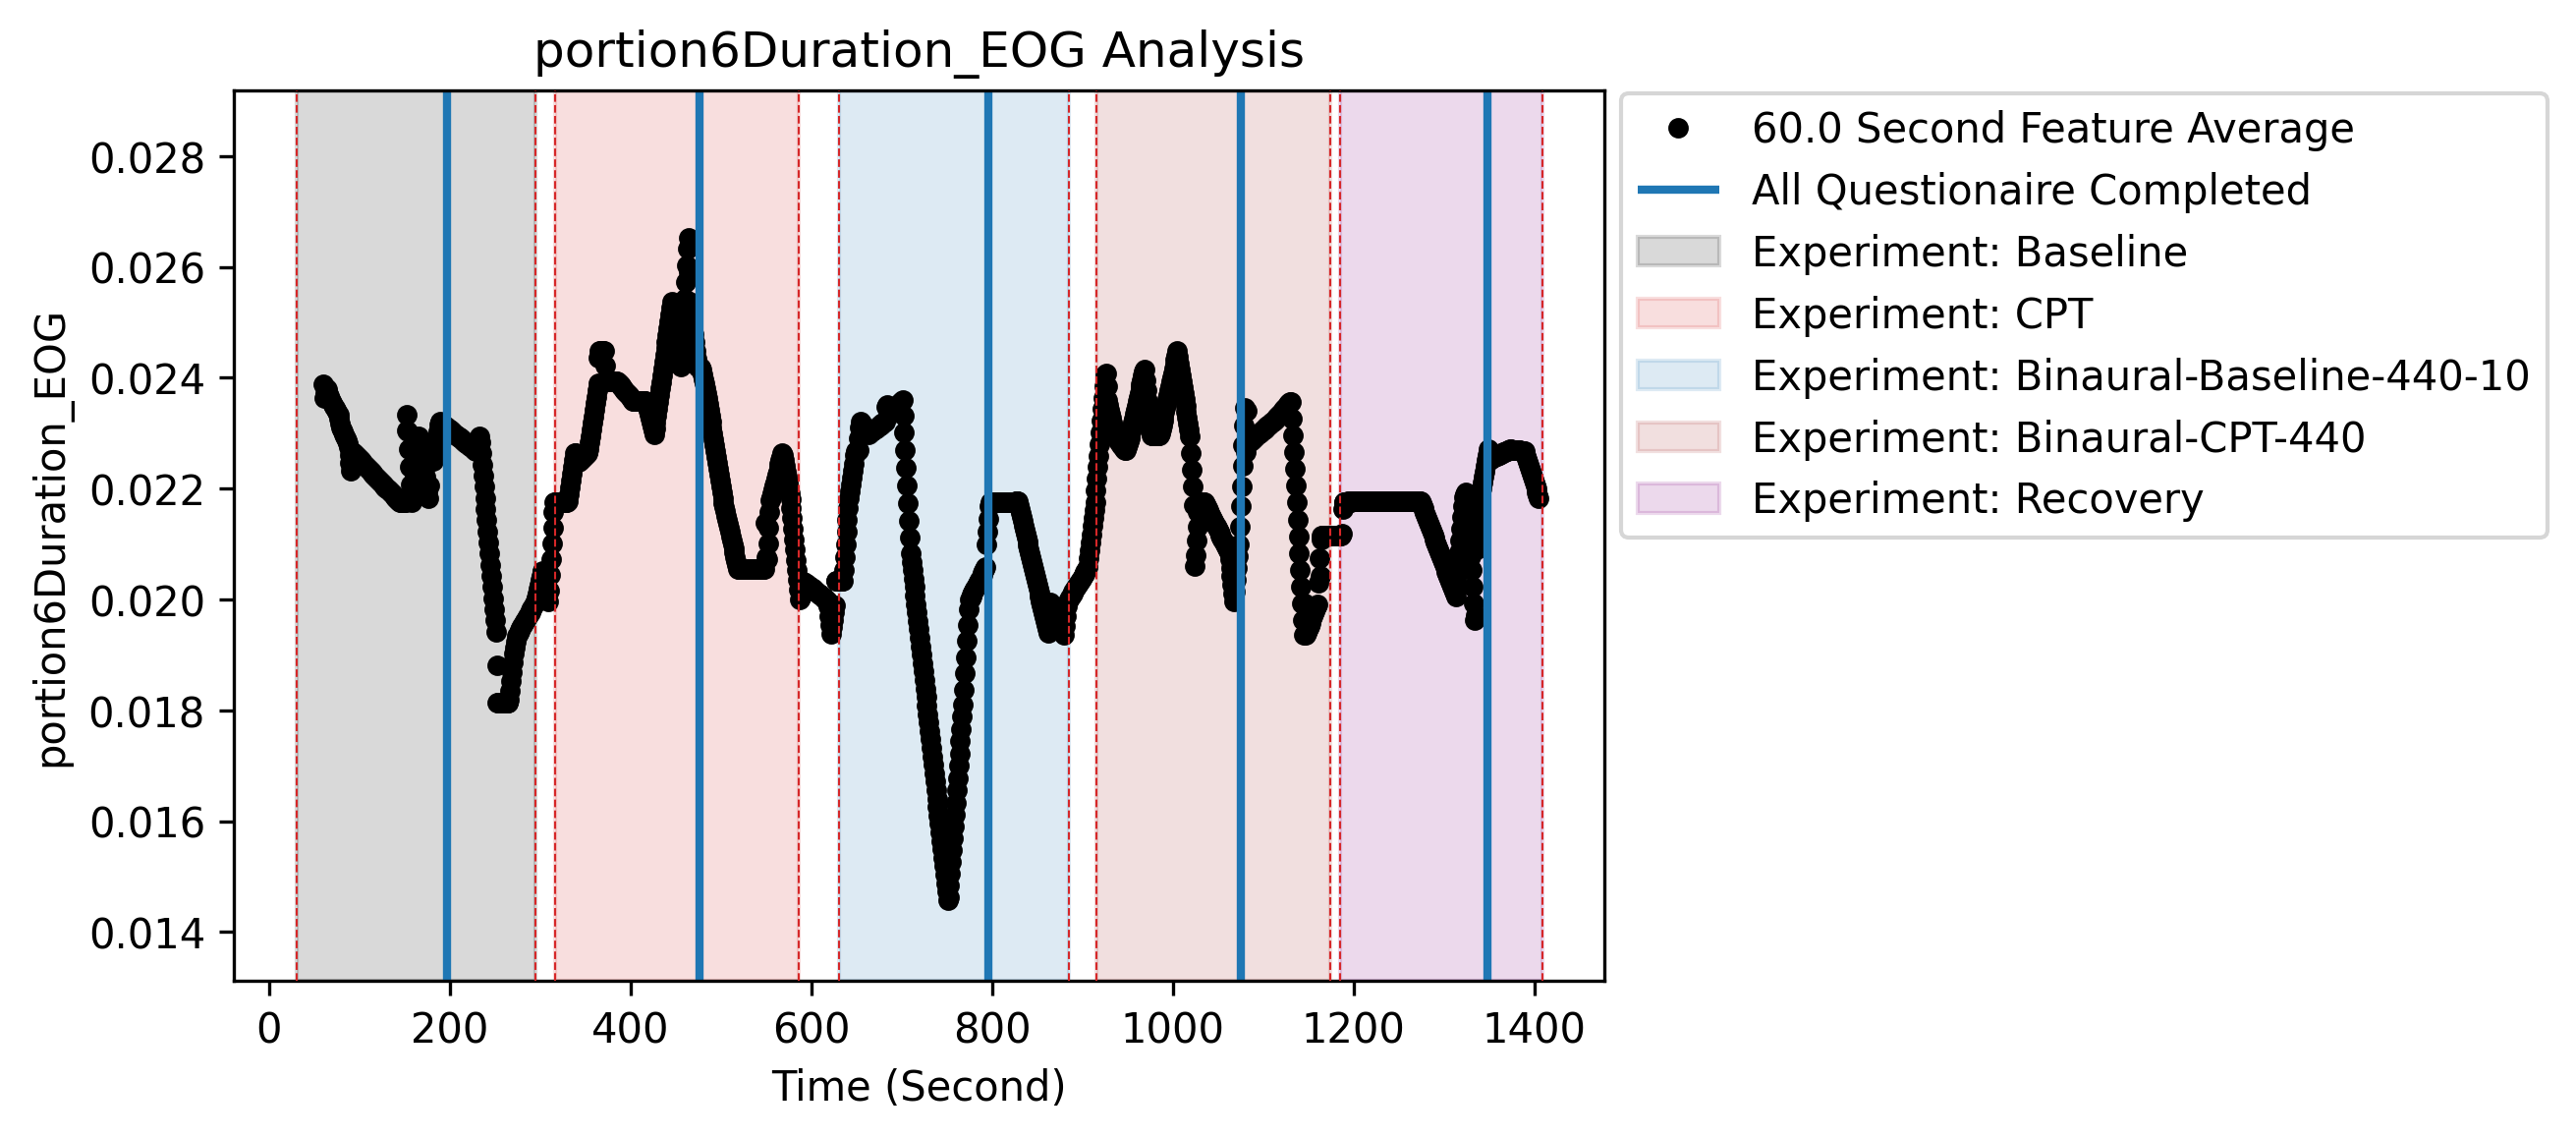 portion6Duration_EOG Analysis
portion6Duration_EOG
0.028
0.026
0.024
0.022
0.020
0.018
0.016
0.014
0 200 400 600 800 1000 1200 1400
Time (Second)
60.0 Second Feature Average
All Questionaire Completed
Experiment: Baseline
Experiment: CPT
Experiment: Binaural-Baseline-440-10
Experiment: Binaural-CPT-440
Experiment: Recovery